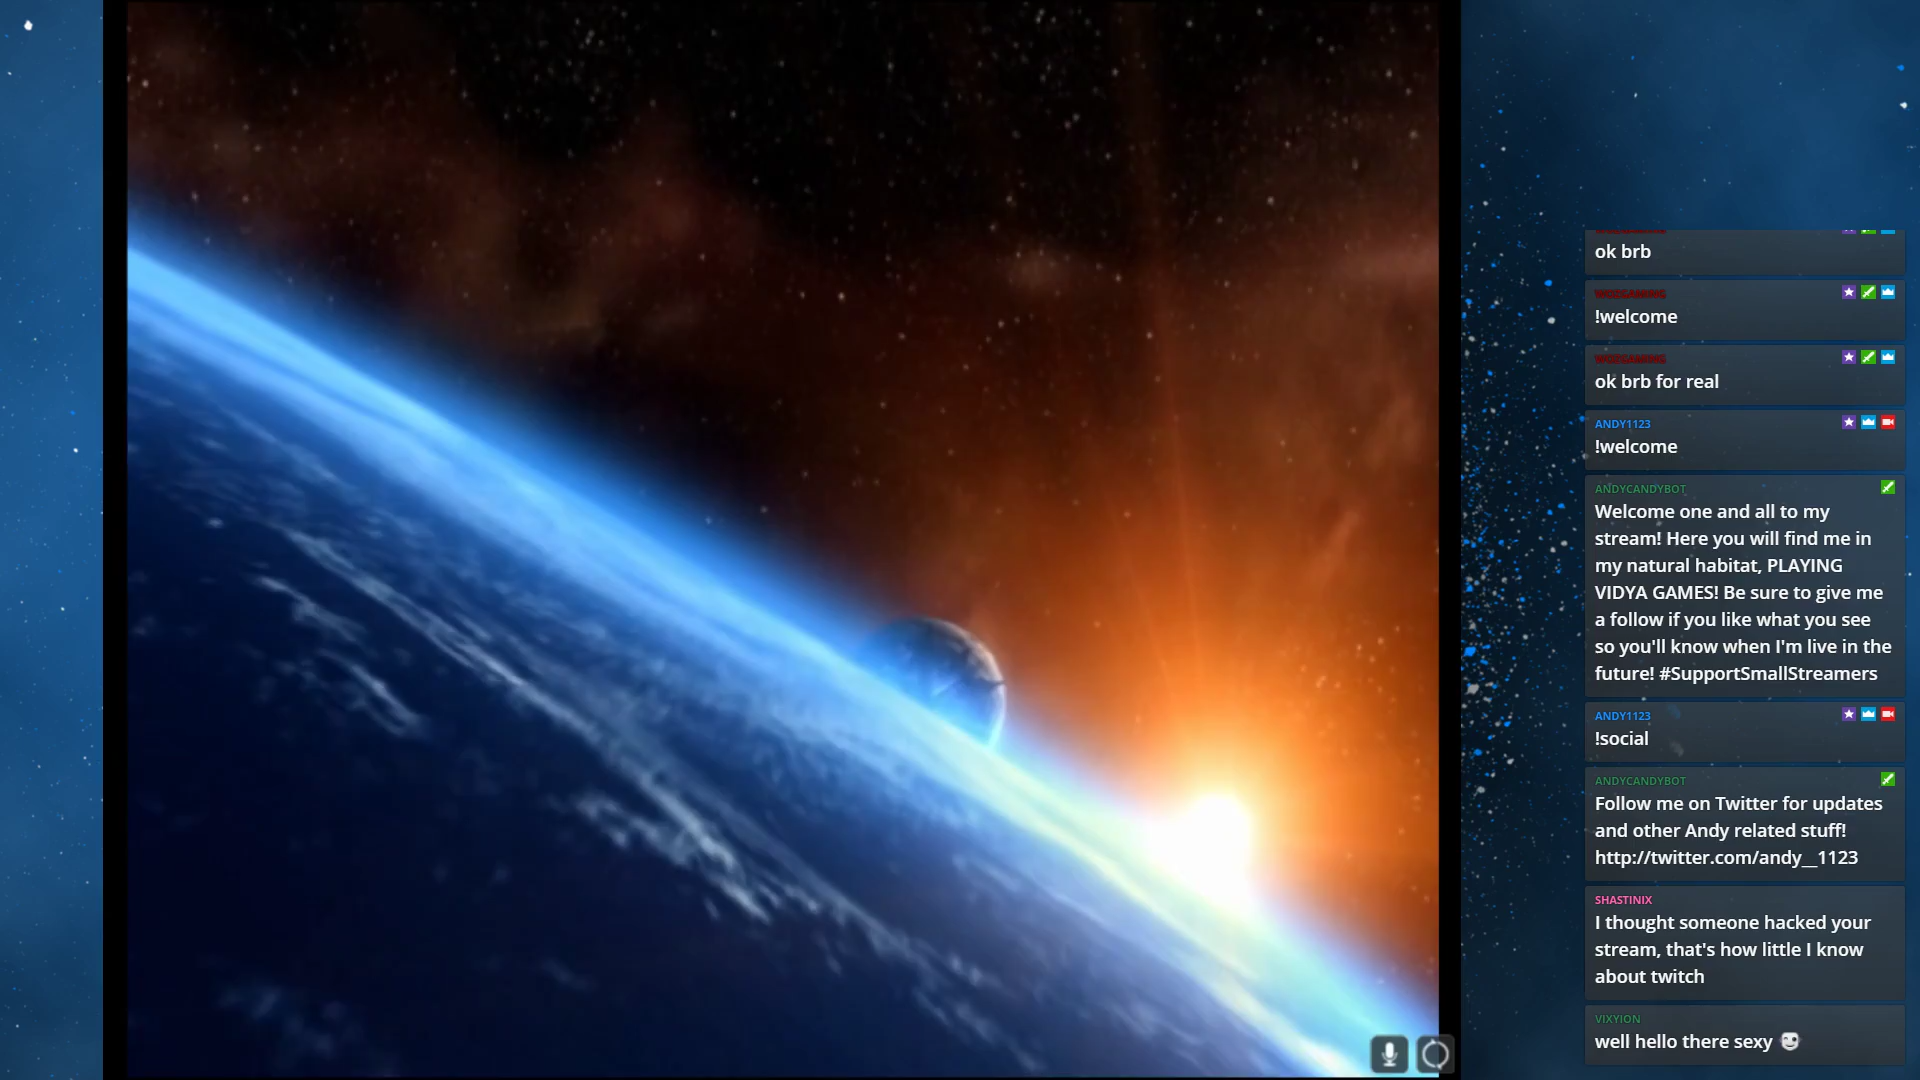 ok brb
WOZGAMING
!welcome
WOZGAMING
ok brb for real
ANDY1123
!welcome
ANDYCANDYBOT
Welcome one and all to my
stream! Here you will find me in
my natural habitat, PLAYING
VIDYA GAMES! Be sure to give me
a follow if you like what you see
so you'll know when I'm live in the
future! #SupportSmallStreamers
ANDY1123
!social
ANDYCANDYBOT
Follow me on Twitter for updates
and other Andy related stuff!
http://twitter.com/andy__1123
SHASTINIX
I thought someone hacked your
stream, that's how little I know
about twitch
VIXYION
well hello there sexy